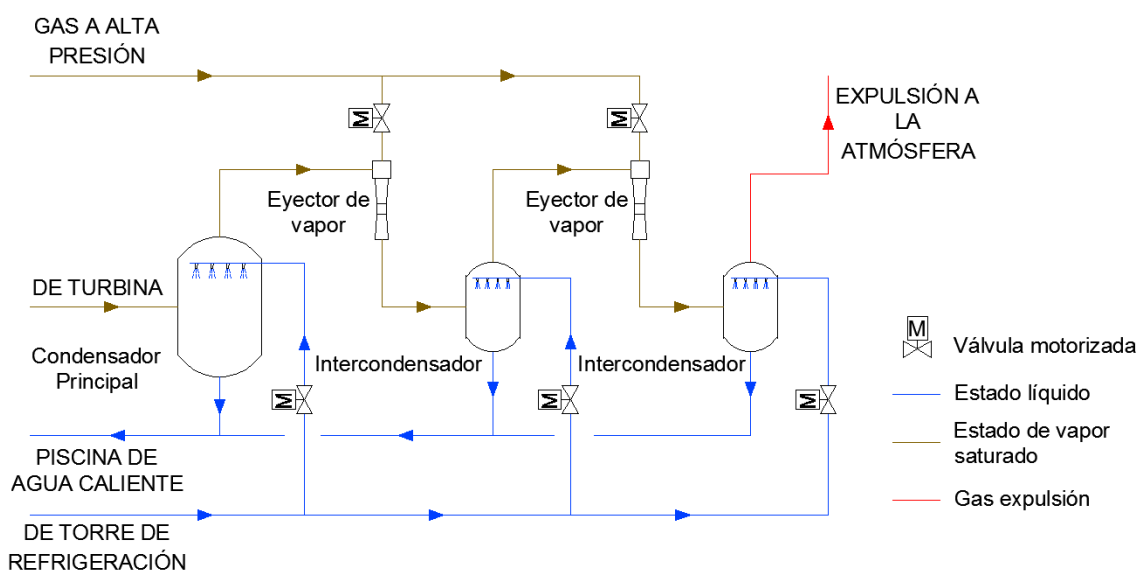 GAS A ALTA
PRESIÓN
M
M
EXPULSIÓN A
LA
ATMÓSFERA
Eyector de
vapor
Eyector de
vapor
DE TURBINA
Condensador
Principal
Intercondensador
Intercondensador
M
M
M
PISCINA DE
AGUA CALIENTE
DE TORRE DE
REFRIGERACIÓN
M
Válvula motorizada
Estado líquido
Estado de vapor
saturado
Gas expulsión